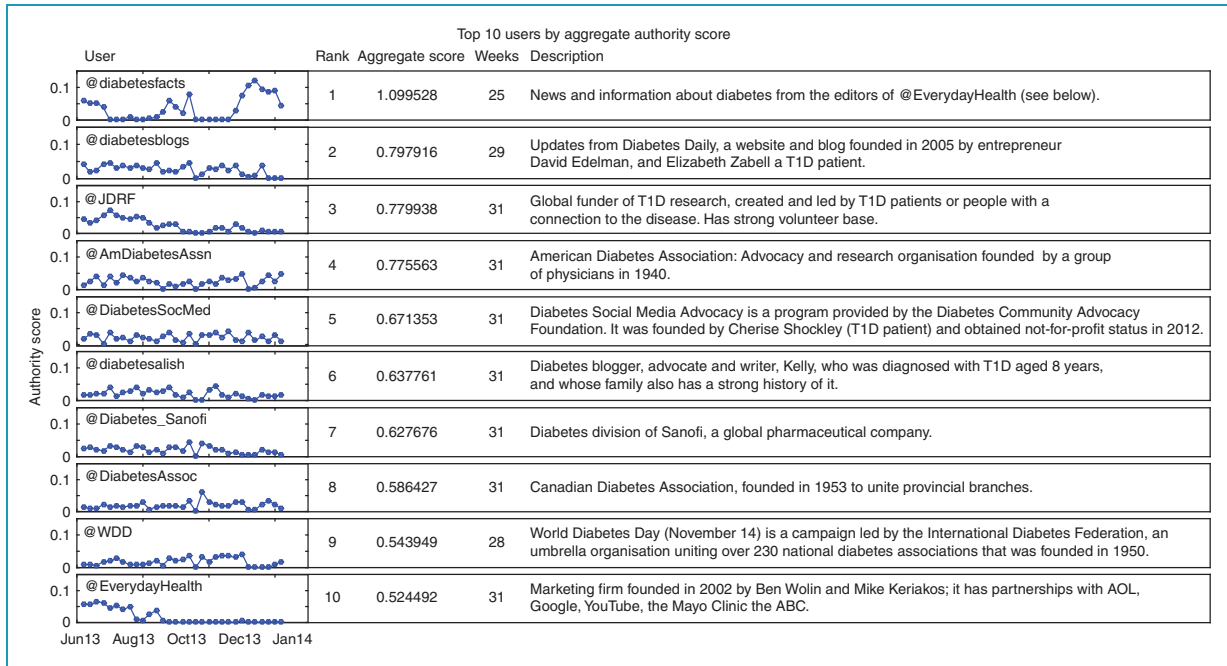 Top 10 users by aggregate authority score
User Rank Aggregate score Weeks Description
Authority score
0.1
0
@diabetesfacts
1 1.099528 25 News and information about diabetes from the editors of @EverydayHealth (see below).
0.1
0
@diabetesblogs
2 0.797916 29 Updates from Diabetes Daily, a website and blog founded in 2005 by entrepreneur
David Edelman, and Elizabeth Zabell a T1D patient.
0.1
0
@JDRF
3 0.779938 31 Global funder of T1D research, created and led by T1D patients or people with a
connection to the disease. Has strong volunteer base.
0.1
0
@AmDiabetesAssn
4 0.775563 31 American Diabetes Association: Advocacy and research organisation founded by a group
of physicians in 1940.
0.1
0
@DiabetesSocMed
5 0.671353 31 Diabetes Social Media Advocacy is a program provided by the Diabetes Community Advocacy
Foundation. It was founded by Cherise Shockley (T1D patient) and obtained not-for-profit status in 2012.
0.1
0
@diabetesalish
6 0.637761 31 Diabetes blogger, advocate and writer, Kelly, who was diagnosed with T1D aged 8 years,
and whose family also has a strong history of it.
0.1
0
@Diabetes_Sanofi
7 0.627676 31 Diabetes division of Sanofi, a global pharmaceutical company.
0.1
0
@DiabetesAssoc
8 0.586427 31 Canadian Diabetes Association, founded in 1953 to unite provincial branches.
0.1
0
@WDD
9 0.543949 28 World Diabetes Day (November 14) is a campaign led by the International Diabetes Federation, an
umbrella organisation uniting over 230 national diabetes associations that was founded in 1950.
0.1
0
@EverydayHealth
10 0.524492 31 Marketing firm founded in 2002 by Ben Wolin and Mike Keriakos; it has partnerships with AOL,
Google, YouTube, the Mayo Clinic the ABC.
Jun13 Aug13 Oct13 Dec13 Jan14